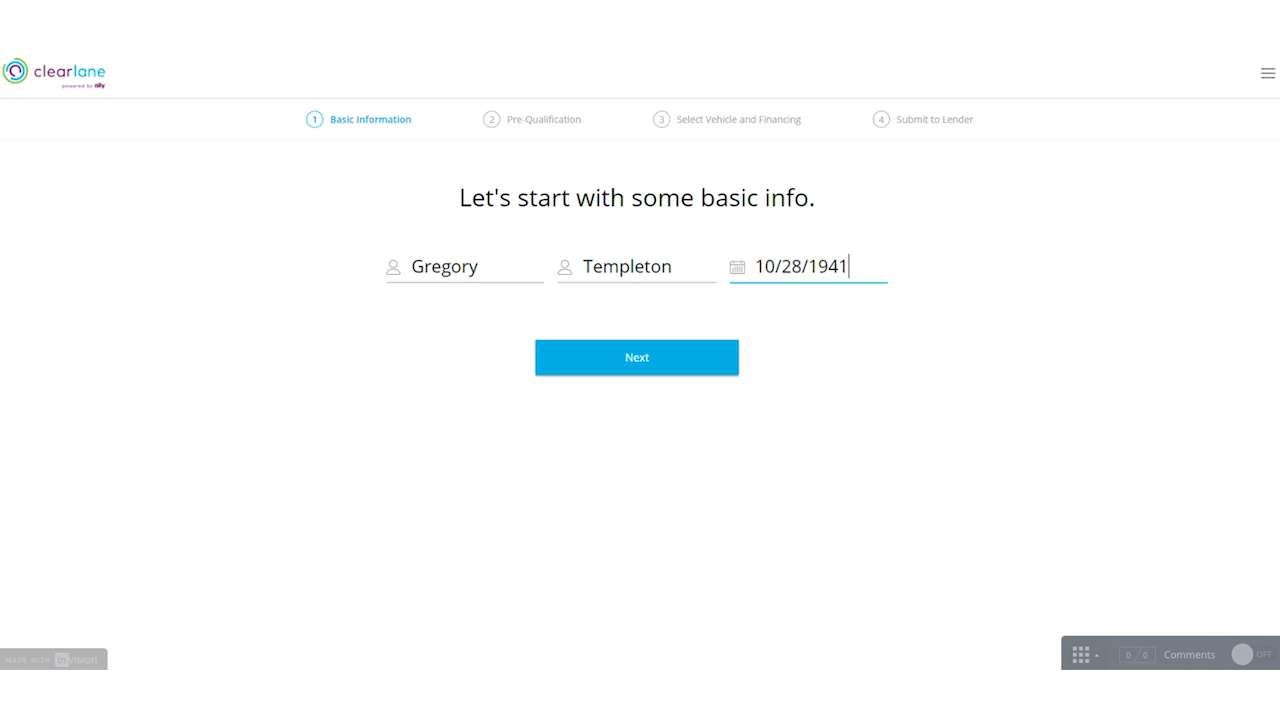 clearlane
powered by ally
1 Basic Information 2 Pre-Qualification 3 Select Vehicle and Financing 4 Submit to Lender
Let's start with some basic info.
Gregory Templeton 10/28/1941
Next
MADE WITH invision
0 / 0 Comments OFF